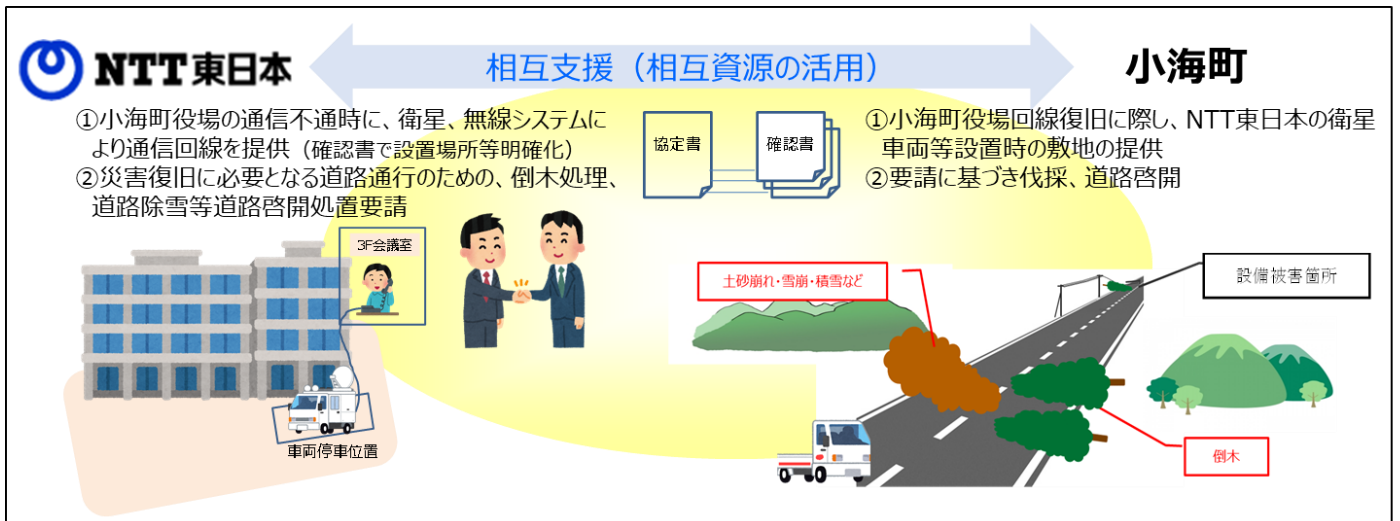 NTT東日本
相互支援（相互資源の活用）
小海町
①小海町役場の通信不通時に、衛星、無線システムに
より通信回線を提供（確認書で設置場所等明確化）
②災害復旧に必要となる道路通行のための、倒木処理、
道路除雪等道路啓開処置要請
協定書
確認書
①小海町役場回線復旧に際し、NTT東日本の衛星
車両等設置時の敷地の提供
②要請に基づき伐採、道路啓開
3F会議室
車両停車位置
土砂崩れ・雪崩・積雪など
設備被害箇所
倒木